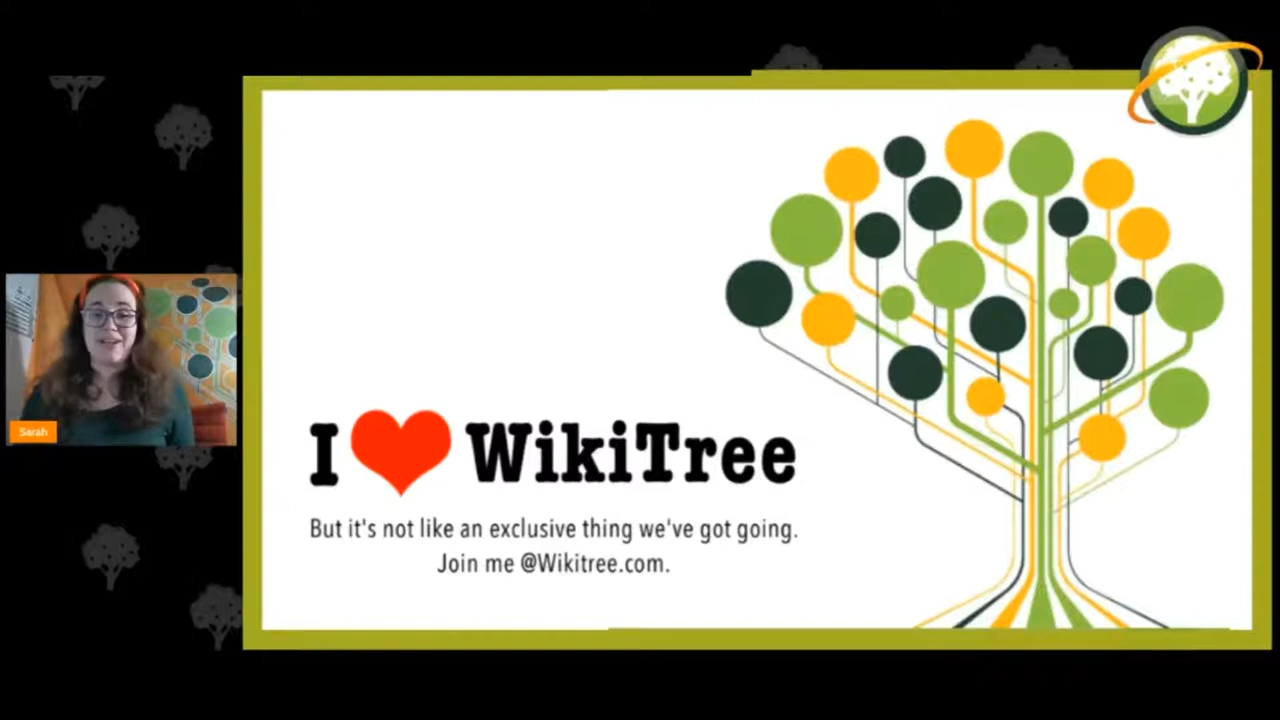 I ❤ WikiTree
But it's not like an exclusive thing we've got going.
Join me @Wikitree.com.
Sarah